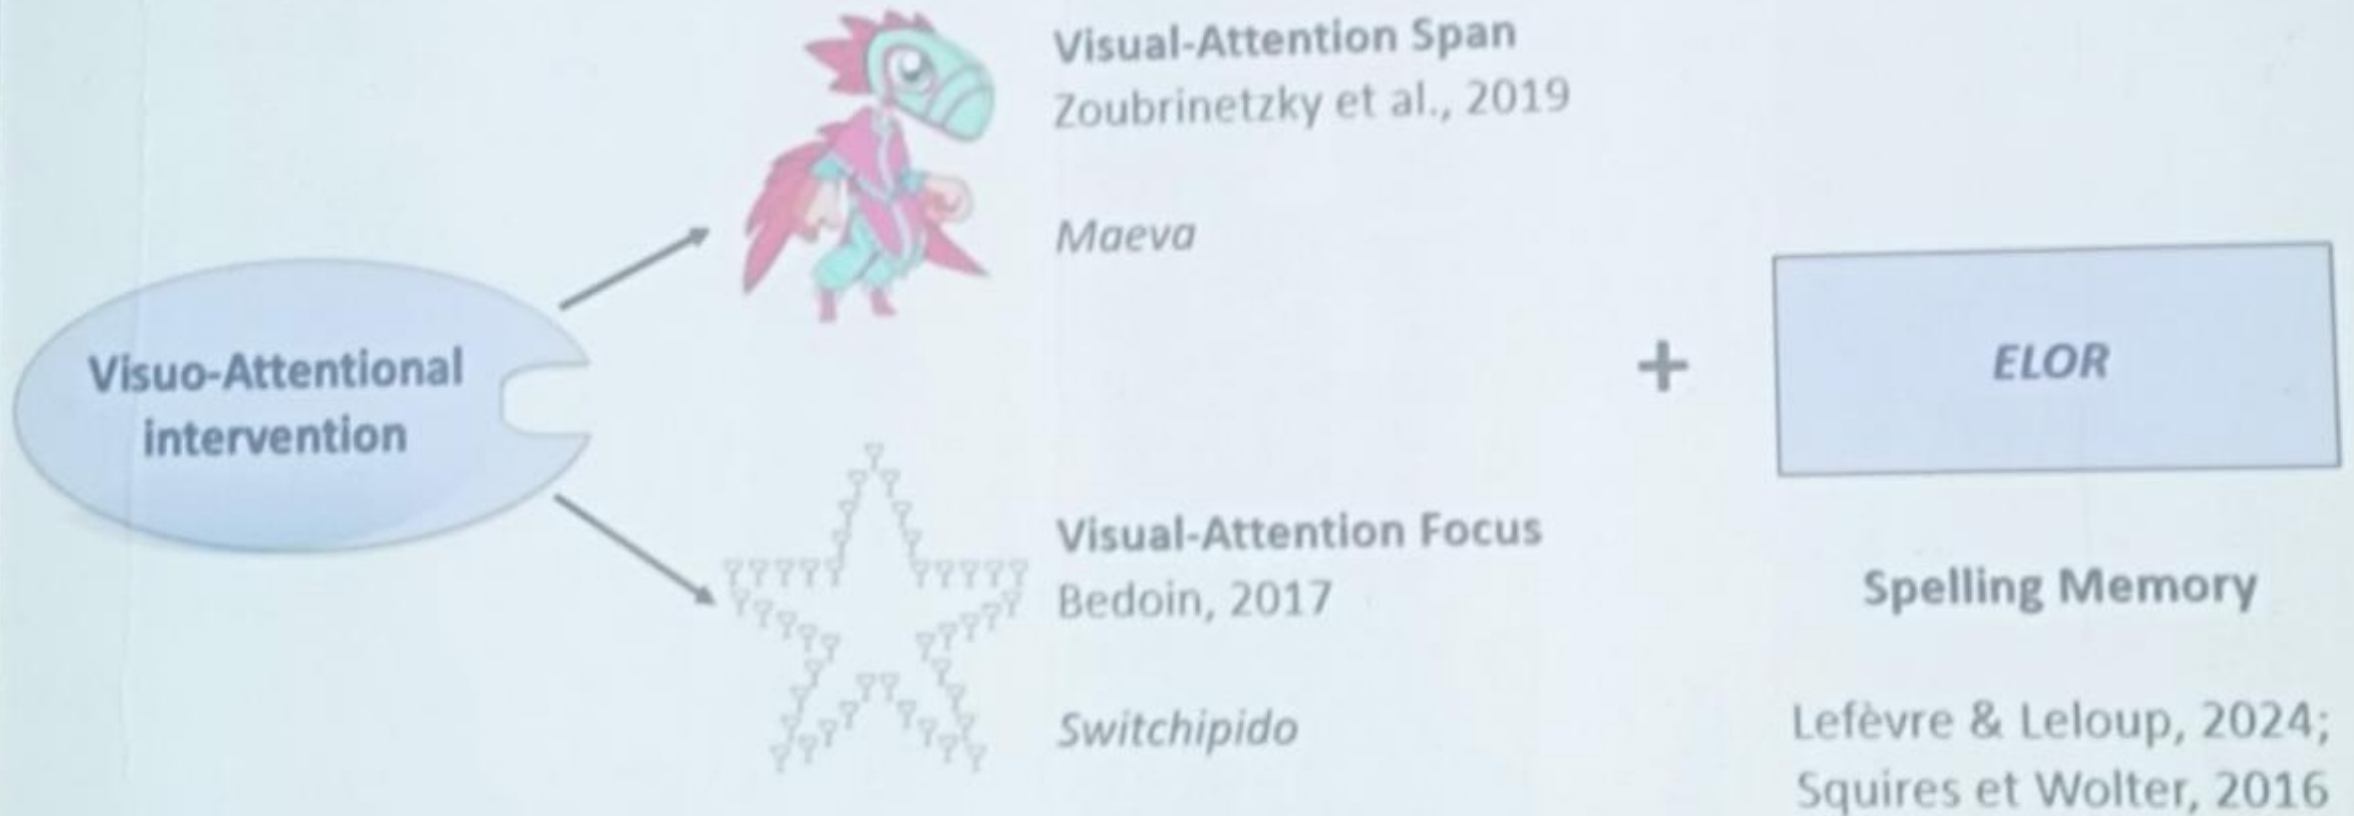 Visual-Attention Span
Zoubrinetzky et al., 2019
Maeva
Visuo-Attentional
intervention
+
ELOR
Visual-Attention Focus
Bedoin, 2017
Switchipido
Spelling Memory
Lefèvre & Leloup, 2024;
Squires et Wolter, 2016